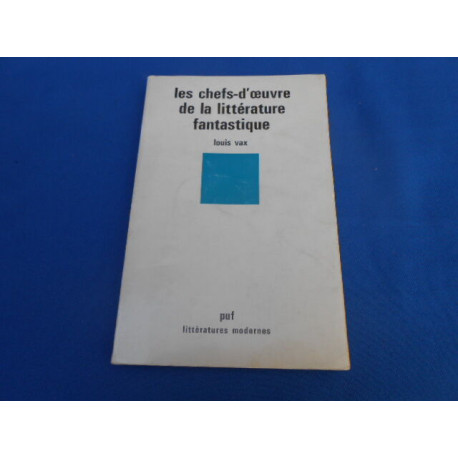 les chefs-d'œuvre
de la littérature
fantastique
louis vax
puf
littératures modernes